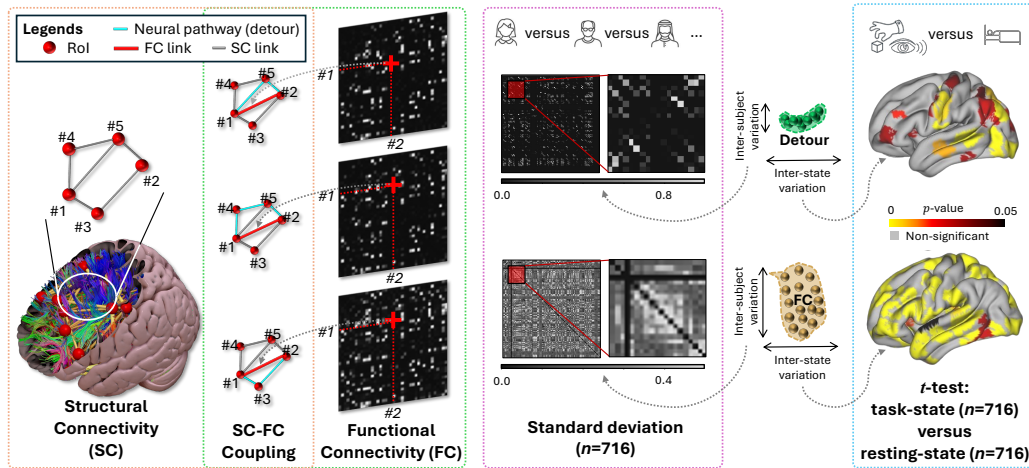 Legends
Neural pathway (detour)
RoI
FC link
SC link
#5
#4
#2
#1
#3
Structural
Connectivity
(SC)
#5
#4
#2
#1
#3
#5
#4
#2
#1
#3
#5
#4
#2
#1
#3
SC-FC
Coupling
#1
#2
#1
#2
#1
#2
Functional
Connectivity (FC)
versus
versus
...
0.0
0.8
0.0
0.4
Standard deviation
(n=716)
Inter-subject
variation
Detour
Inter-state
variation
Inter-subject
variation
FC
Inter-state
variation
versus
0
p-value
0.05
Non-significant
t-test:
task-state (n=716)
versus
resting-state (n=716)